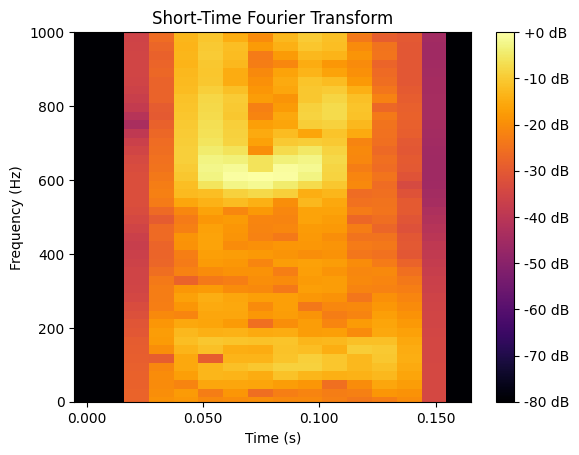 Short-Time Fourier Transform
1000
800
600
400
200
0
Frequency (Hz)
0.000
0.050
0.100
0.150
Time (s)
+0 dB
-10 dB
-20 dB
-30 dB
-40 dB
-50 dB
-60 dB
-70 dB
-80 dB